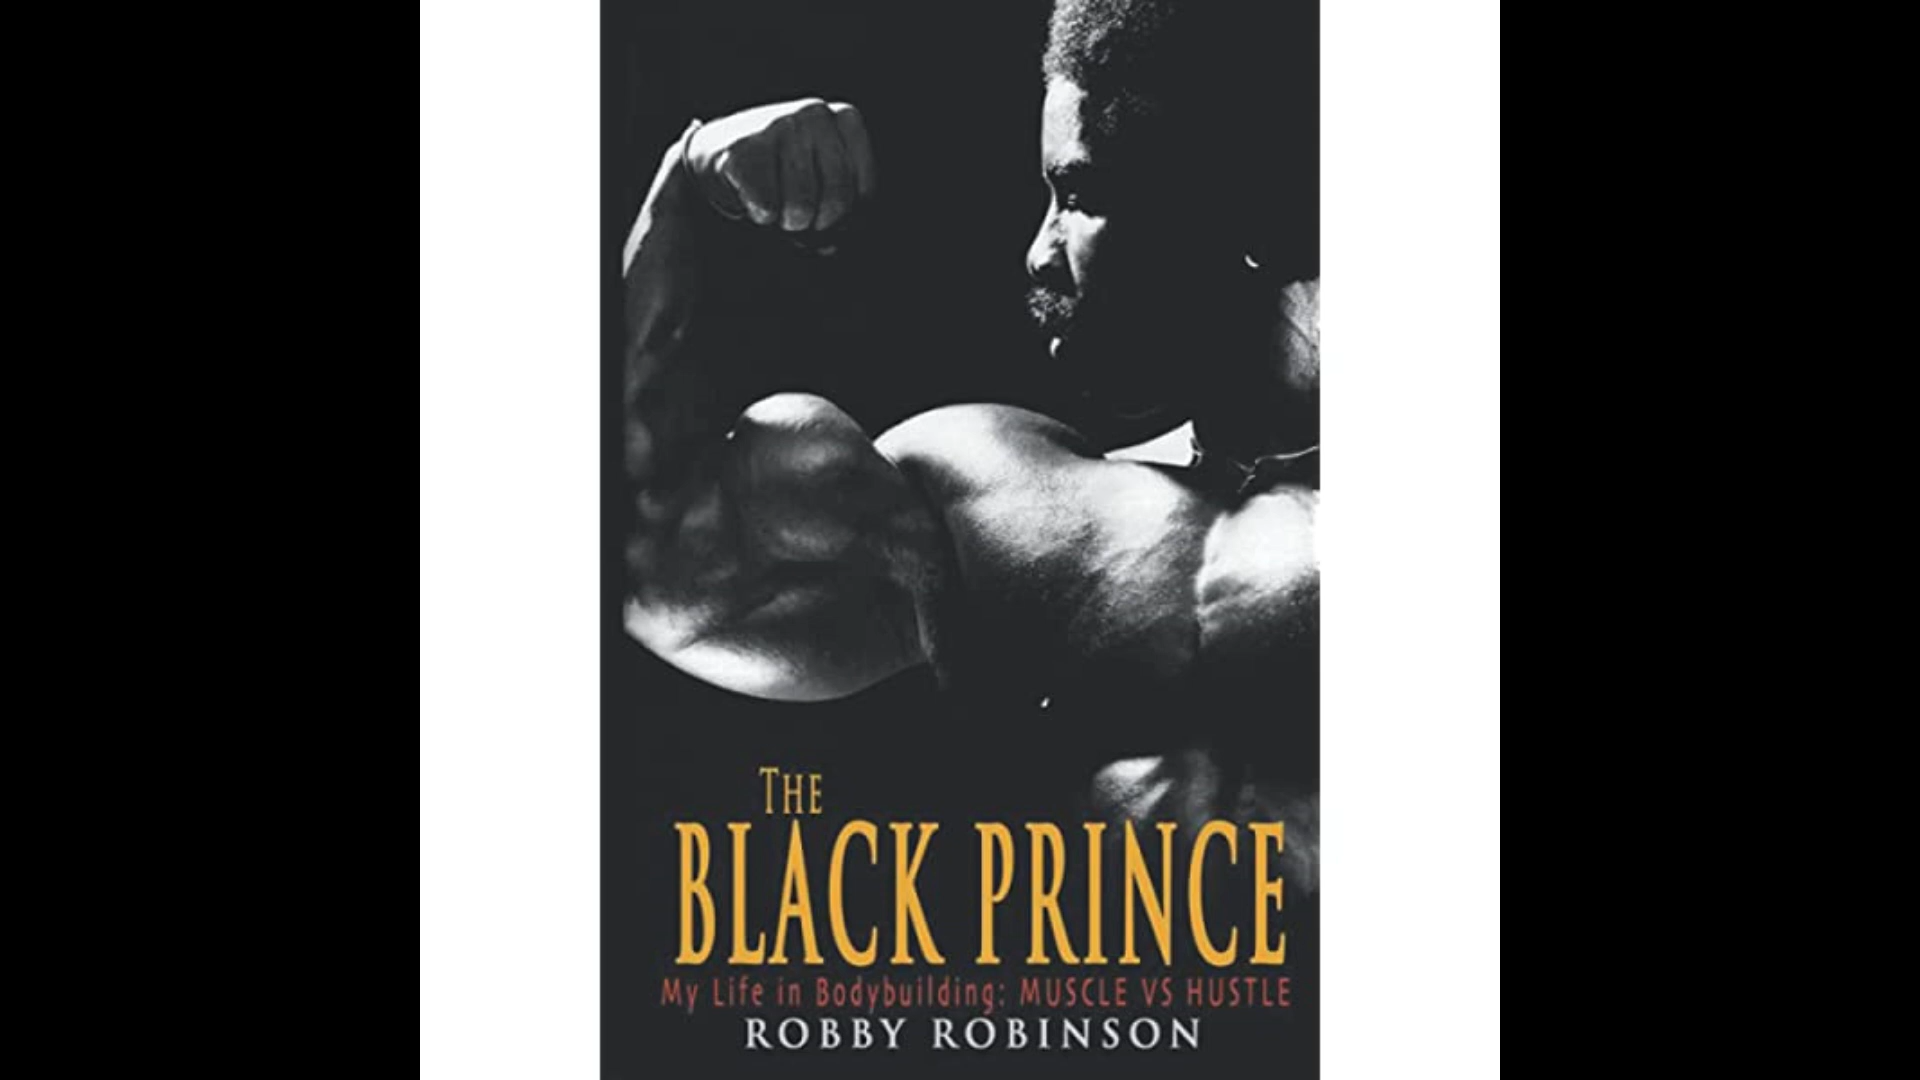 THE
BLACK PRINCE
My Life in Bodybuilding: MUSCLE VS HUSTLE
ROBBY ROBINSON